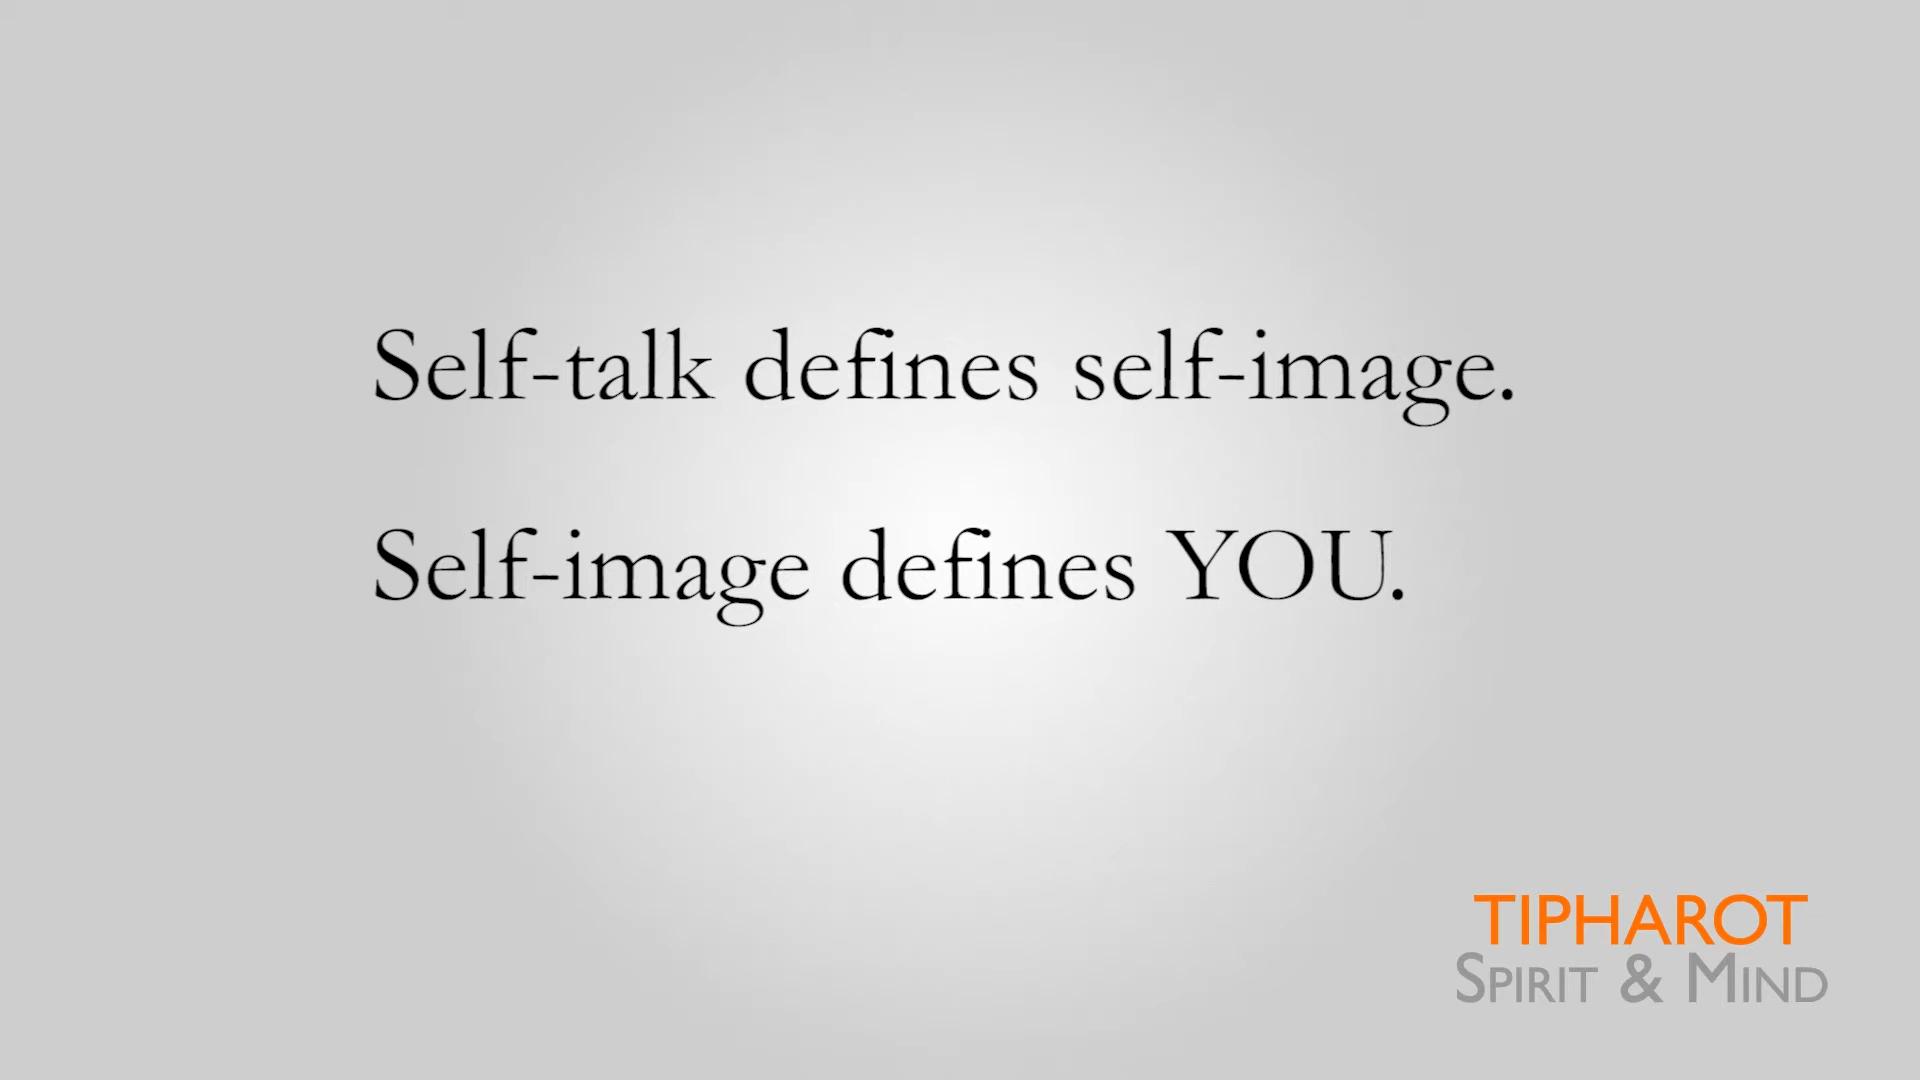 Self-talk defines self-image.
Self-image defines YOU.
TIPHAROT
SPIRIT & MIND